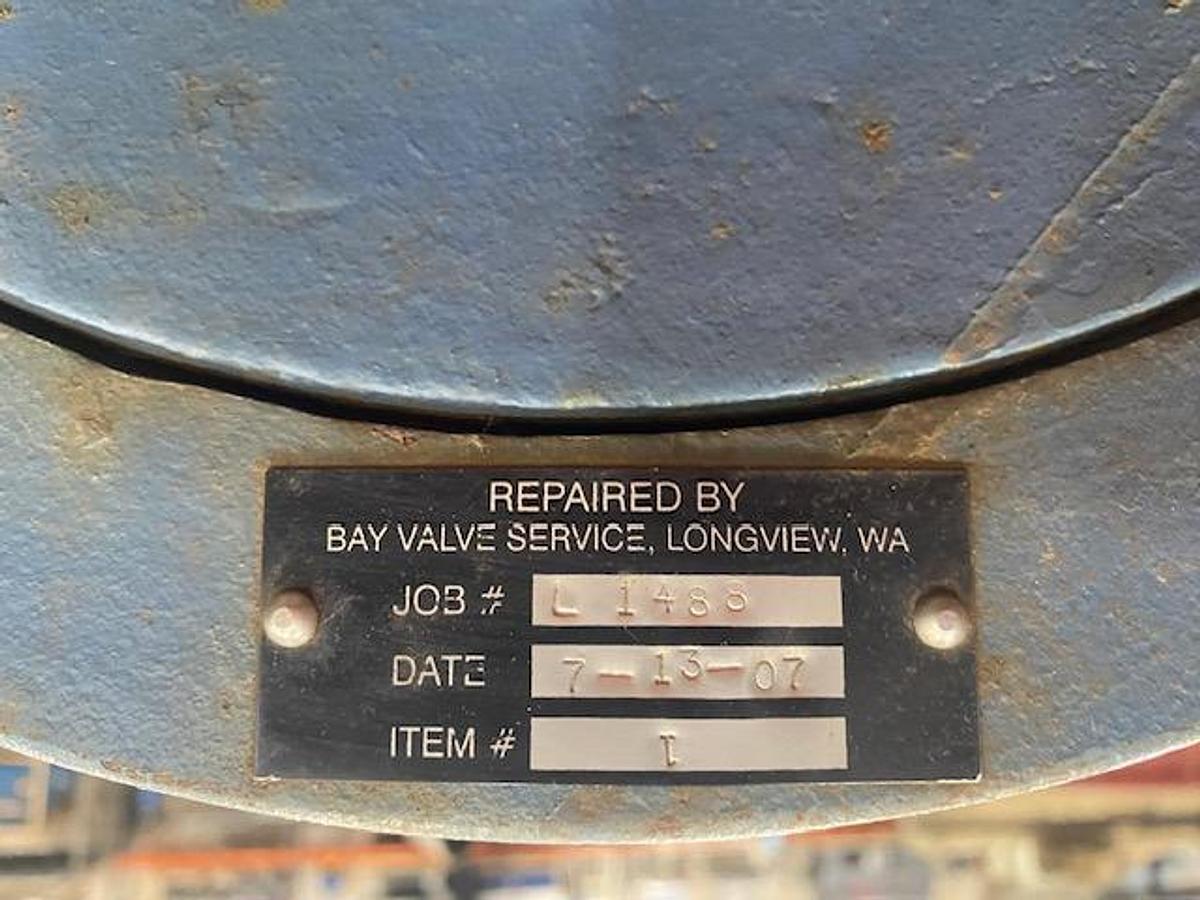 REPAIRED BY
BAY VALVE SERVICE, LONGVIEW, WA
JOB # L 1488
DATE 7-13-07
ITEM # 1